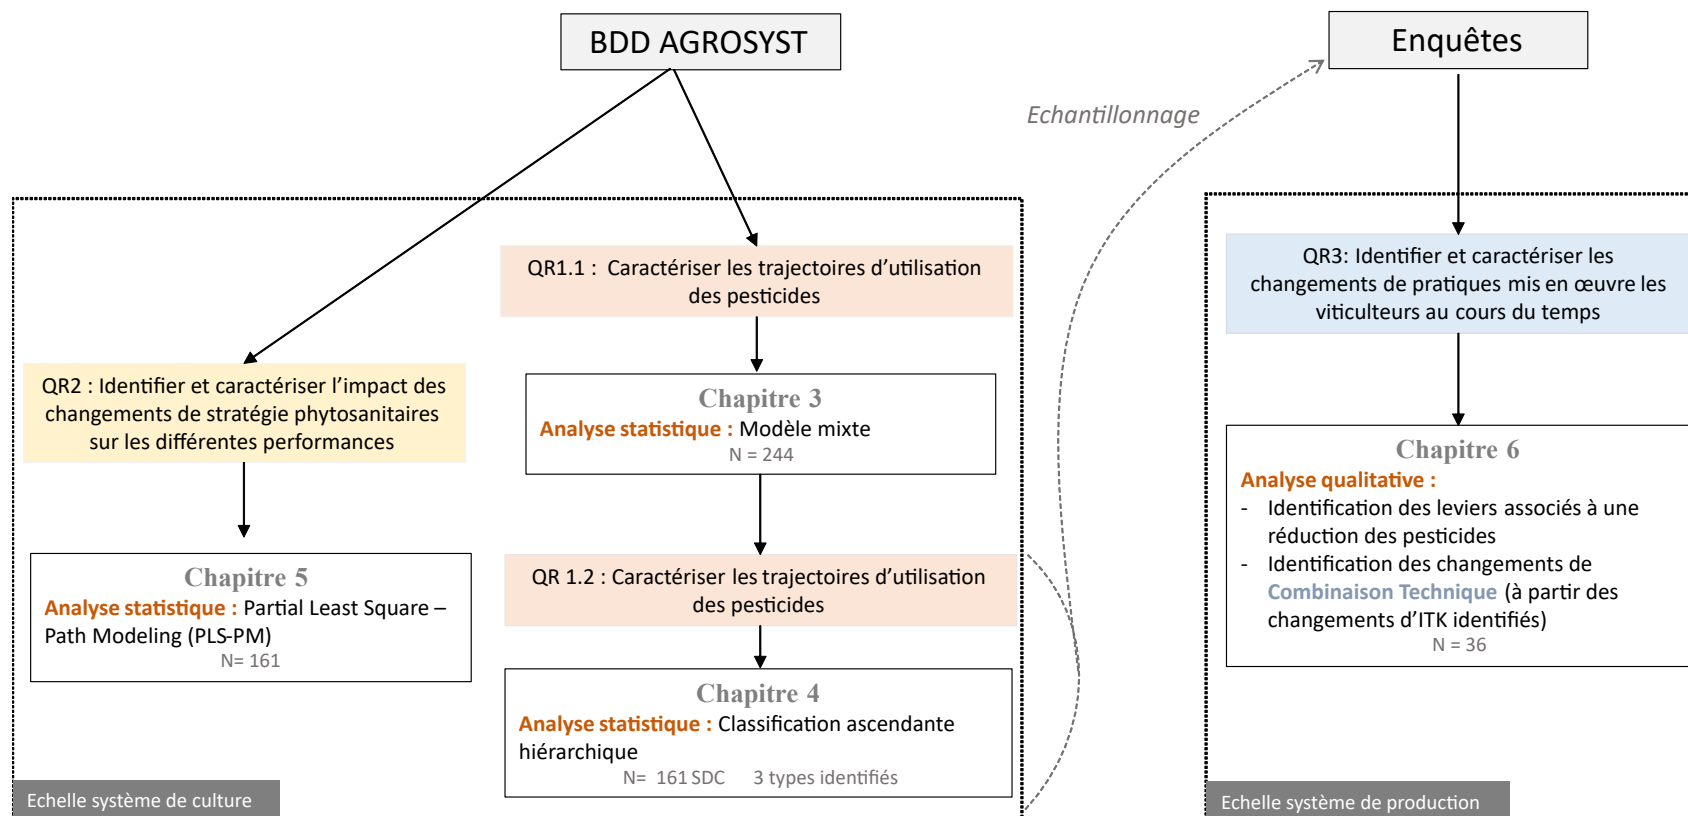 BDD AGROSYST
Enquêtes
Echantillonnage
QR1.1 : Caractériser les trajectoires d'utilisation
des pesticides
QR3: Identifier et caractériser les
changements de pratiques mis en œuvre les
viticulteurs au cours du temps
QR2 : Identifier et caractériser l'impact des
changements de stratégie phytosanitaires
sur les différentes performances
Chapitre 3
Analyse statistique : Modèle mixte
N = 244
Chapitre 6
Analyse qualitative :
- Identification des leviers associés à une
réduction des pesticides
- Identification des changements de
Combinaison Technique (à partir des
changements d'ITK identifiés)
N = 36
Chapitre 5
Analyse statistique : Partial Least Square –
Path Modeling (PLS-PM)
N= 161
QR 1.2 : Caractériser les trajectoires d'utilisation
des pesticides
Chapitre 4
Analyse statistique : Classification ascendante
hiérarchique
N= 161 SDC 3 types identifiés
Echelle système de culture
Echelle système de production